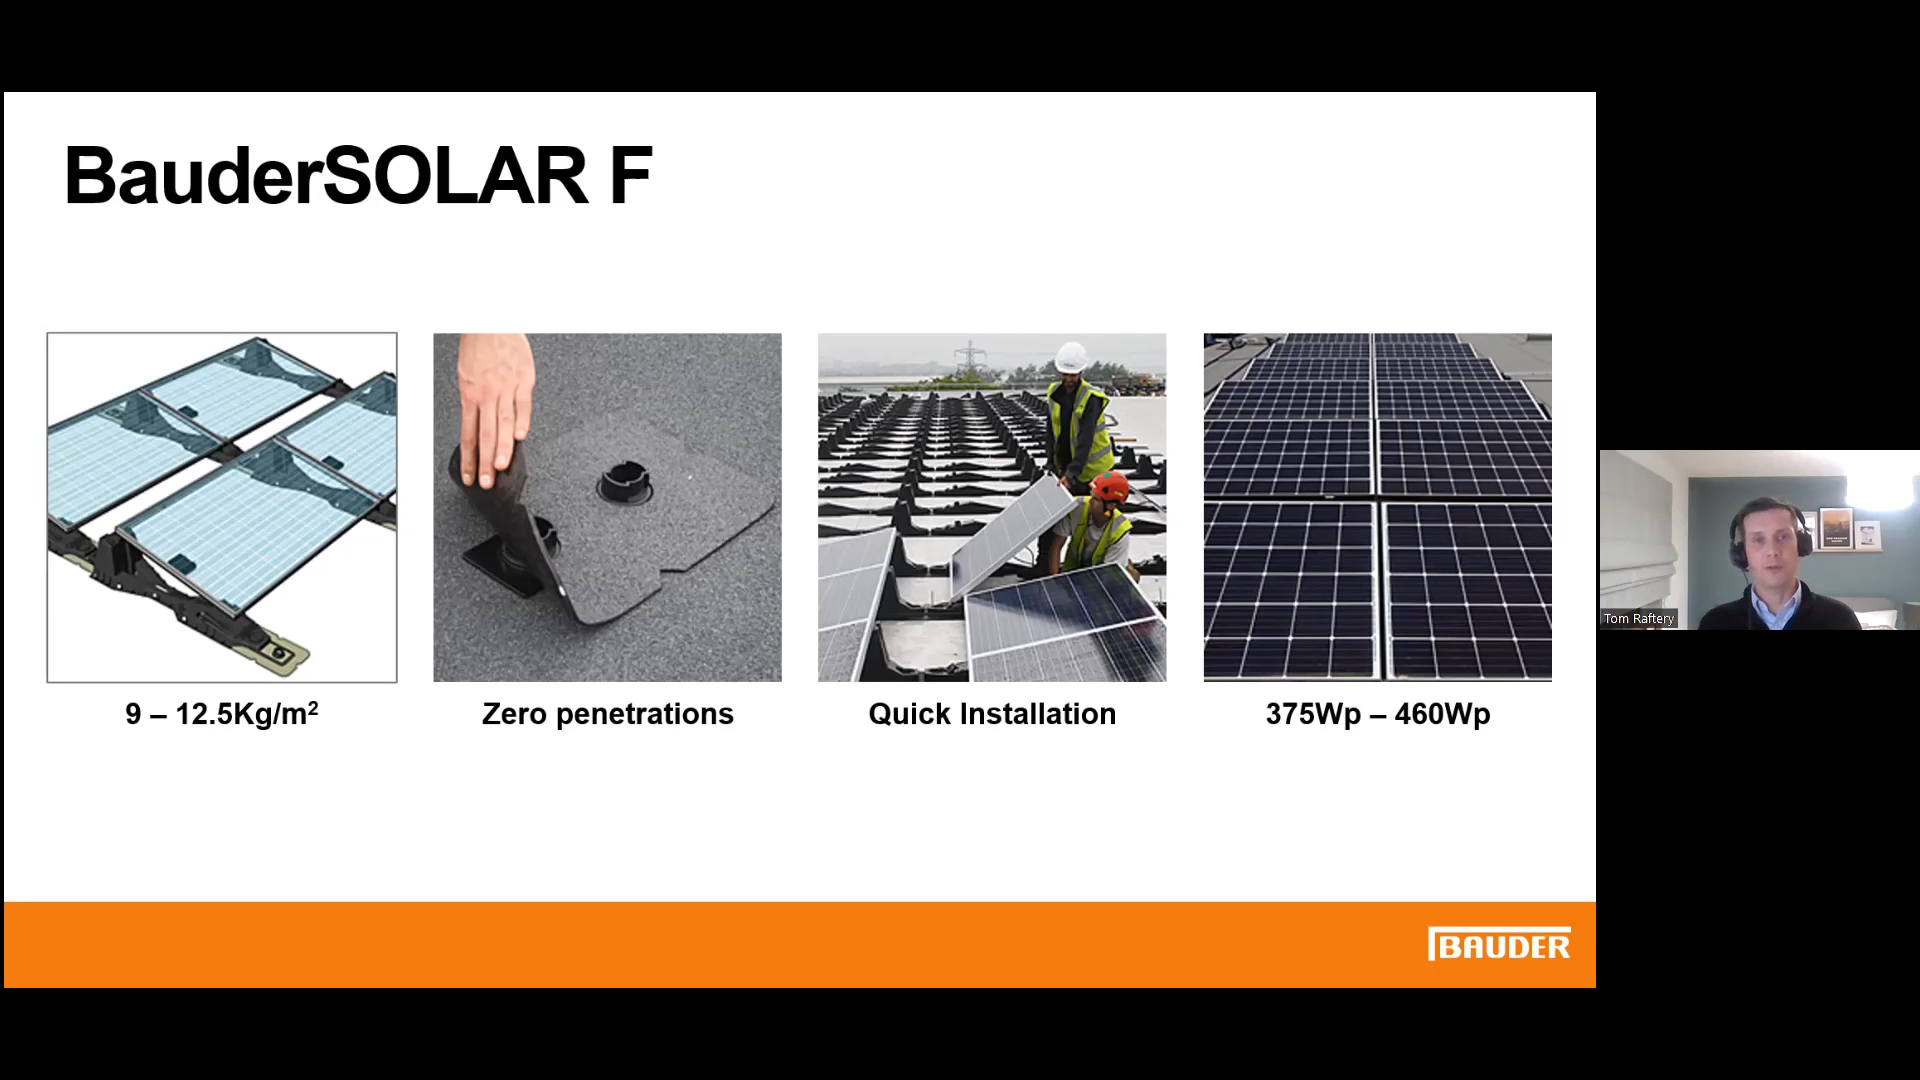 BauderSOLAR F
9 – 12.5Kg/m²
Zero penetrations
Quick Installation
375Wp – 460Wp
Tom Raftery
BAUDER